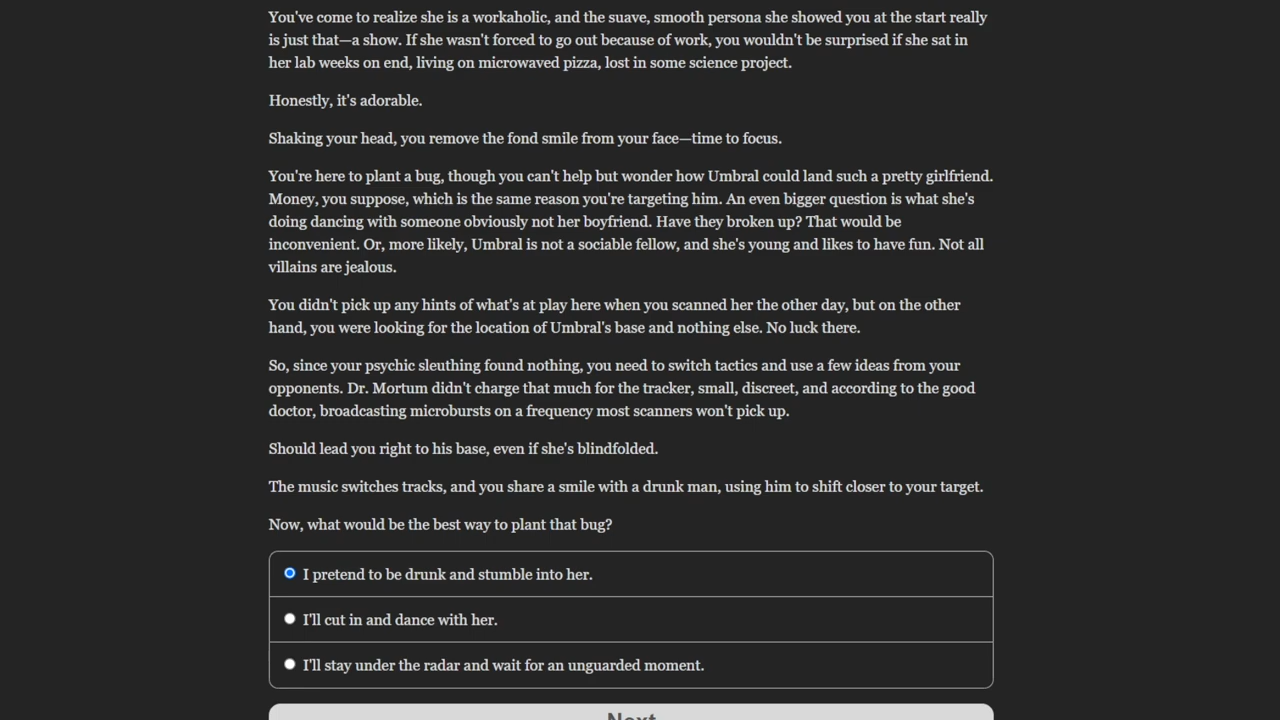 You've come to realize she is a workaholic, and the suave, smooth persona she showed you at the start really
is just that—a show. If she wasn't forced to go out because of work, you wouldn't be surprised if she sat in
her lab weeks on end, living on microwaved pizza, lost in some science project.
Honestly, it's adorable.
Shaking your head, you remove the fond smile from your face—time to focus.
You're here to plant a bug, though you can't help but wonder how Umbral could land such a pretty girlfriend.
Money, you suppose, which is the same reason you're targeting him. An even bigger question is what she's
doing dancing with someone obviously not her boyfriend. Have they broken up? That would be
inconvenient. Or, more likely, Umbral is not a sociable fellow, and she's young and likes to have fun. Not all
villains are jealous.
You didn't pick up any hints of what's at play here when you scanned her the other day, but on the other
hand, you were looking for the location of Umbral's base and nothing else. No luck there.
So, since your psychic sleuthing found nothing, you need to switch tactics and use a few ideas from your
opponents. Dr. Mortum didn't charge that much for the tracker, small, discreet, and according to the good
doctor, broadcasting microbursts on a frequency most scanners won't pick up.
Should lead you right to his base, even if she's blindfolded.
The music switches tracks, and you share a smile with a drunk man, using him to shift closer to your target.
Now, what would be the best way to plant that bug?
I pretend to be drunk and stumble into her.
I'll cut in and dance with her.
I'll stay under the radar and wait for an unguarded moment.
Next